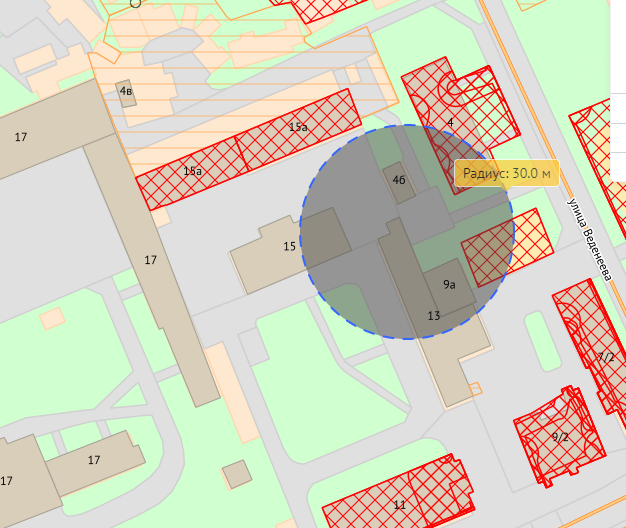 4в
17
15а
4
15а
4б
Радиус: 30.0 м
улица Веденеева
15
17
9а
13
7/2
9/2
17
17
11